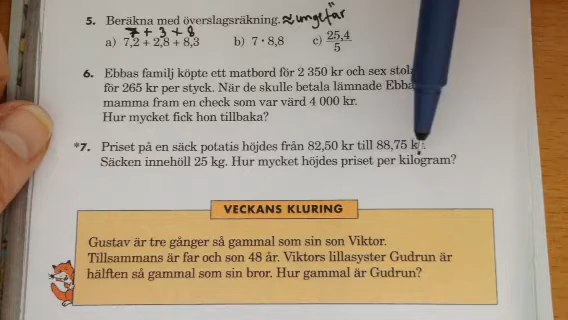 5. Beräkna med överslagsräkning. ≈ "ungefär"
7 + 3 + 8
a) 7,2 + 2,8 + 8,3 b) 7 · 8,8 c) 25,4/5
6. Ebbas familj köpte ett matbord för 2 350 kr och sex
för 265 kr per styck. När de skulle betala lämnade
mamma fram en check som var värd 4 000 kr.
Hur mycket fick hon tillbaka?
*7. Priset på en säck potatis höjdes från 82,50 kr till 88,75
Säcken innehöll 25 kg. Hur mycket höjdes priset per kilogram?
VECKANS KLURING
Gustav är tre gånger så gammal som sin son Viktor.
Tillsammans är far och son 48 år. Viktors lillasyster Gudrun är
hälften så gammal som sin bror. Hur gammal är Gudrun?